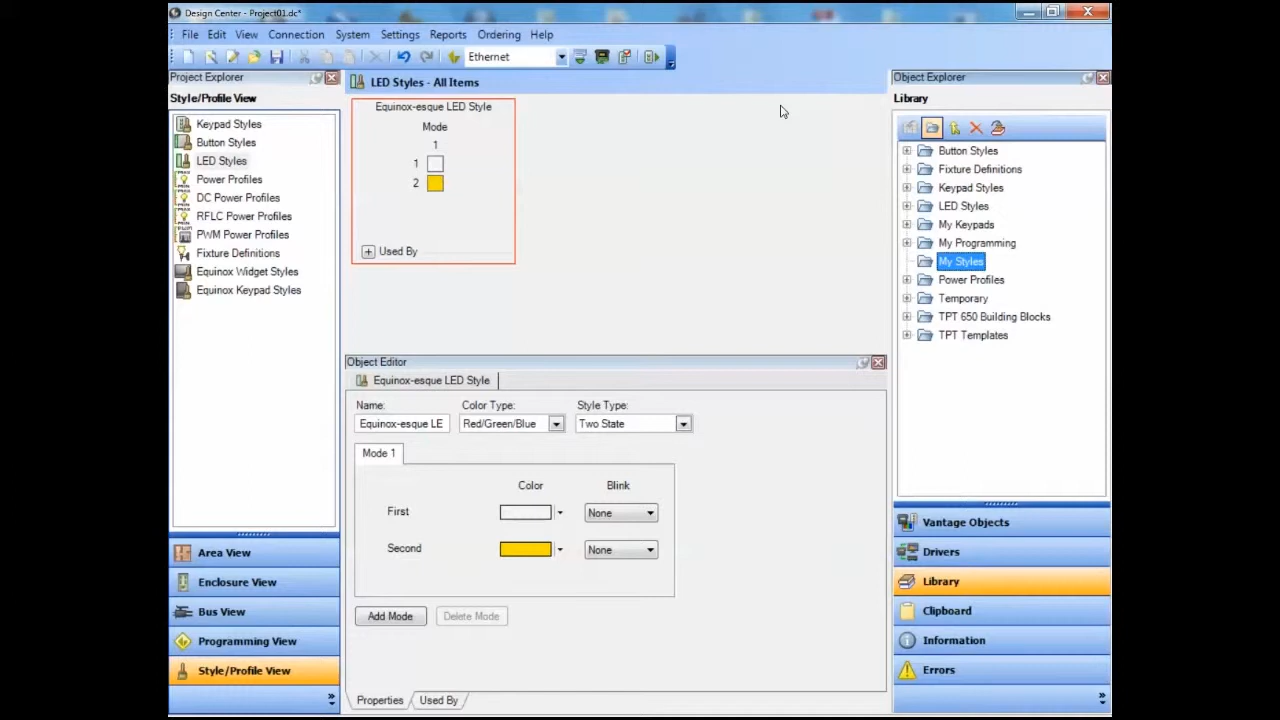 Design Center - Project01.dc*
File Edit View Connection System Settings Reports Ordering Help
Ethernet
Project Explorer
Style/Profile View
Keypad Styles
Button Styles
LED Styles
Power Profiles
DC Power Profiles
RFLC Power Profiles
PWM Power Profiles
Fixture Definitions
Equinox Widget Styles
Equinox Keypad Styles
Area View
Enclosure View
Bus View
Programming View
Style/Profile View
LED Styles - All Items
Equinox-esque LED Style
Mode
1
1
2
Used By
Object Editor
Equinox-esque LED Style
Name: Color Type: Style Type:
Equinox-esque LE Red/Green/Blue Two State
Mode 1
Color Blink
First None
Second None
Add Mode Delete Mode
Properties Used By
Object Explorer
Library
Button Styles
Fixture Definitions
Keypad Styles
LED Styles
My Keypads
My Programming
My Styles
Power Profiles
Temporary
TPT 650 Building Blocks
TPT Templates
Vantage Objects
Drivers
Library
Clipboard
Information
Errors